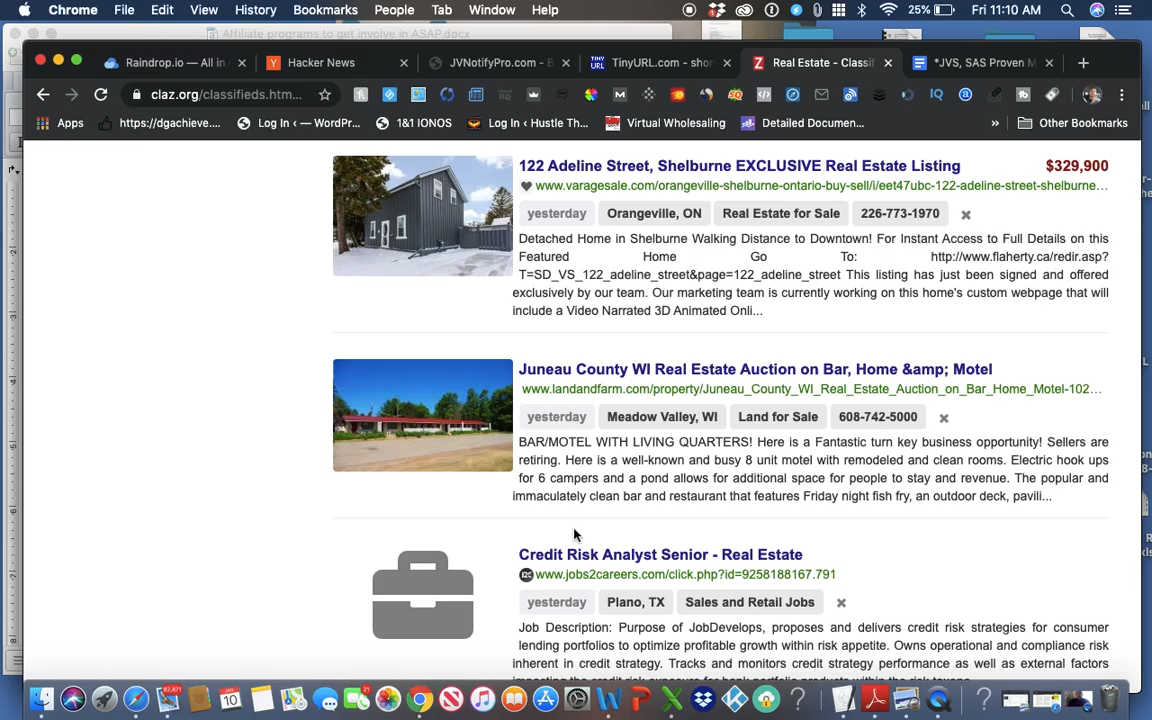 Chrome File Edit View History Bookmarks People Tab Window Help 25% Fri 11:10 AM
Affiliate programs to get invplve in ASAP.docx
Raindrop.io — All in Hacker News JVNotifyPro.com - TinyURL.com - shor Real Estate - Classif *JVS, SAS Proven M
claz.org/classifieds.htm...
Apps https://dgachieve.... Log In ‹ — WordPr... 1&1 IONOS Log In ‹ Hustle Th... Virtual Wholesaling Detailed Documen... » Other Bookmarks
122 Adeline Street, Shelburne EXCLUSIVE Real Estate Listing $329,900
www.varagesale.com/orangeville-shelburne-ontario-buy-sell/i/eet47ubc-122-adeline-street-shelburne...
yesterday Orangeville, ON Real Estate for Sale 226-773-1970
Detached Home in Shelburne Walking Distance to Downtown! For Instant Access to Full Details on this
Featured Home Go To: http://www.flaherty.ca/redir.asp?
T=SD_VS_122_adeline_street&page=122_adeline_street This listing has just been signed and offered
exclusively by our team. Our marketing team is currently working on this home's custom webpage that will
include a Video Narrated 3D Animated Onli...
Juneau County WI Real Estate Auction on Bar, Home &amp; Motel
www.landandfarm.com/property/Juneau_County_WI_Real_Estate_Auction_on_Bar_Home_Motel-102...
yesterday Meadow Valley, WI Land for Sale 608-742-5000
BAR/MOTEL WITH LIVING QUARTERS! Here is a Fantastic turn key business opportunity! Sellers are
retiring. Here is a well-known and busy 8 unit motel with remodeled and clean rooms. Electric hook ups
for 6 campers and a pond allows for additional space for people to stay and revenue. The popular and
immaculately clean bar and restaurant that features Friday night fish fry, an outdoor deck, pavili...
Credit Risk Analyst Senior - Real Estate
www.jobs2careers.com/click.php?id=9258188167.791
yesterday Plano, TX Sales and Retail Jobs
Job Description: Purpose of JobDevelops, proposes and delivers credit risk strategies for consumer
lending portfolios to optimize profitable growth within risk appetite. Owns operational and compliance risk
inherent in credit strategy. Tracks and monitors credit strategy performance as well as external factors